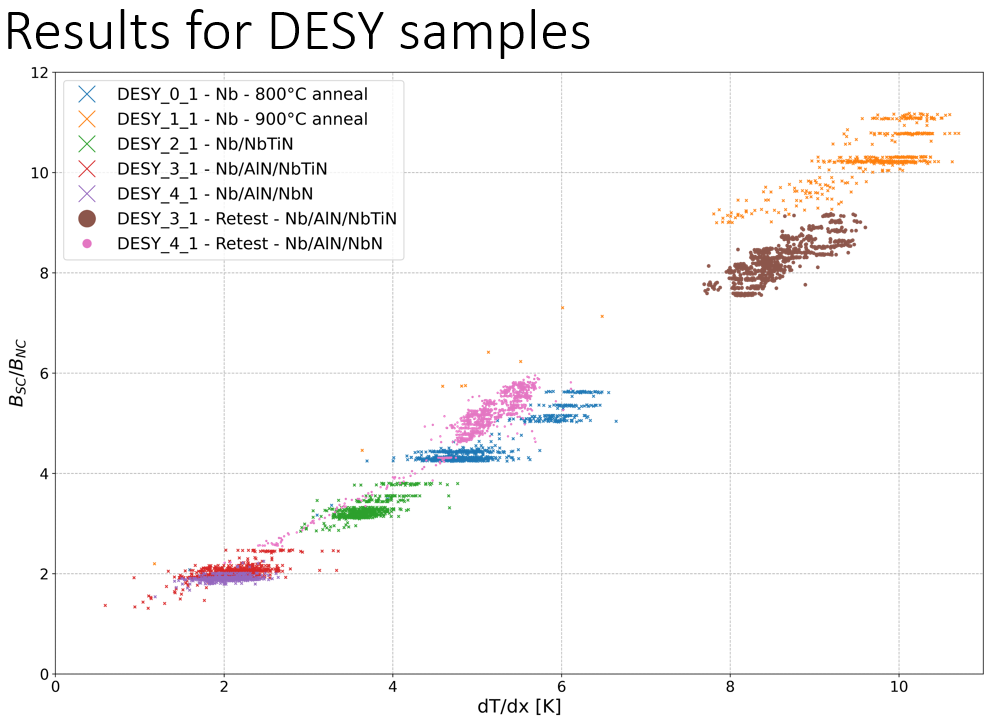 Results for DESY samples
12
10
8
6
4
2
0
B_SC/B_NC
DESY_0_1 - Nb - 800°C anneal
DESY_1_1 - Nb - 900°C anneal
DESY_2_1 - Nb/NbTiN
DESY_3_1 - Nb/AlN/NbTiN
DESY_4_1 - Nb/AlN/NbN
DESY_3_1 - Retest - Nb/AlN/NbTiN
DESY_4_1 - Retest - Nb/AlN/NbN
0 2 4 6 8 10
dT/dx [K]